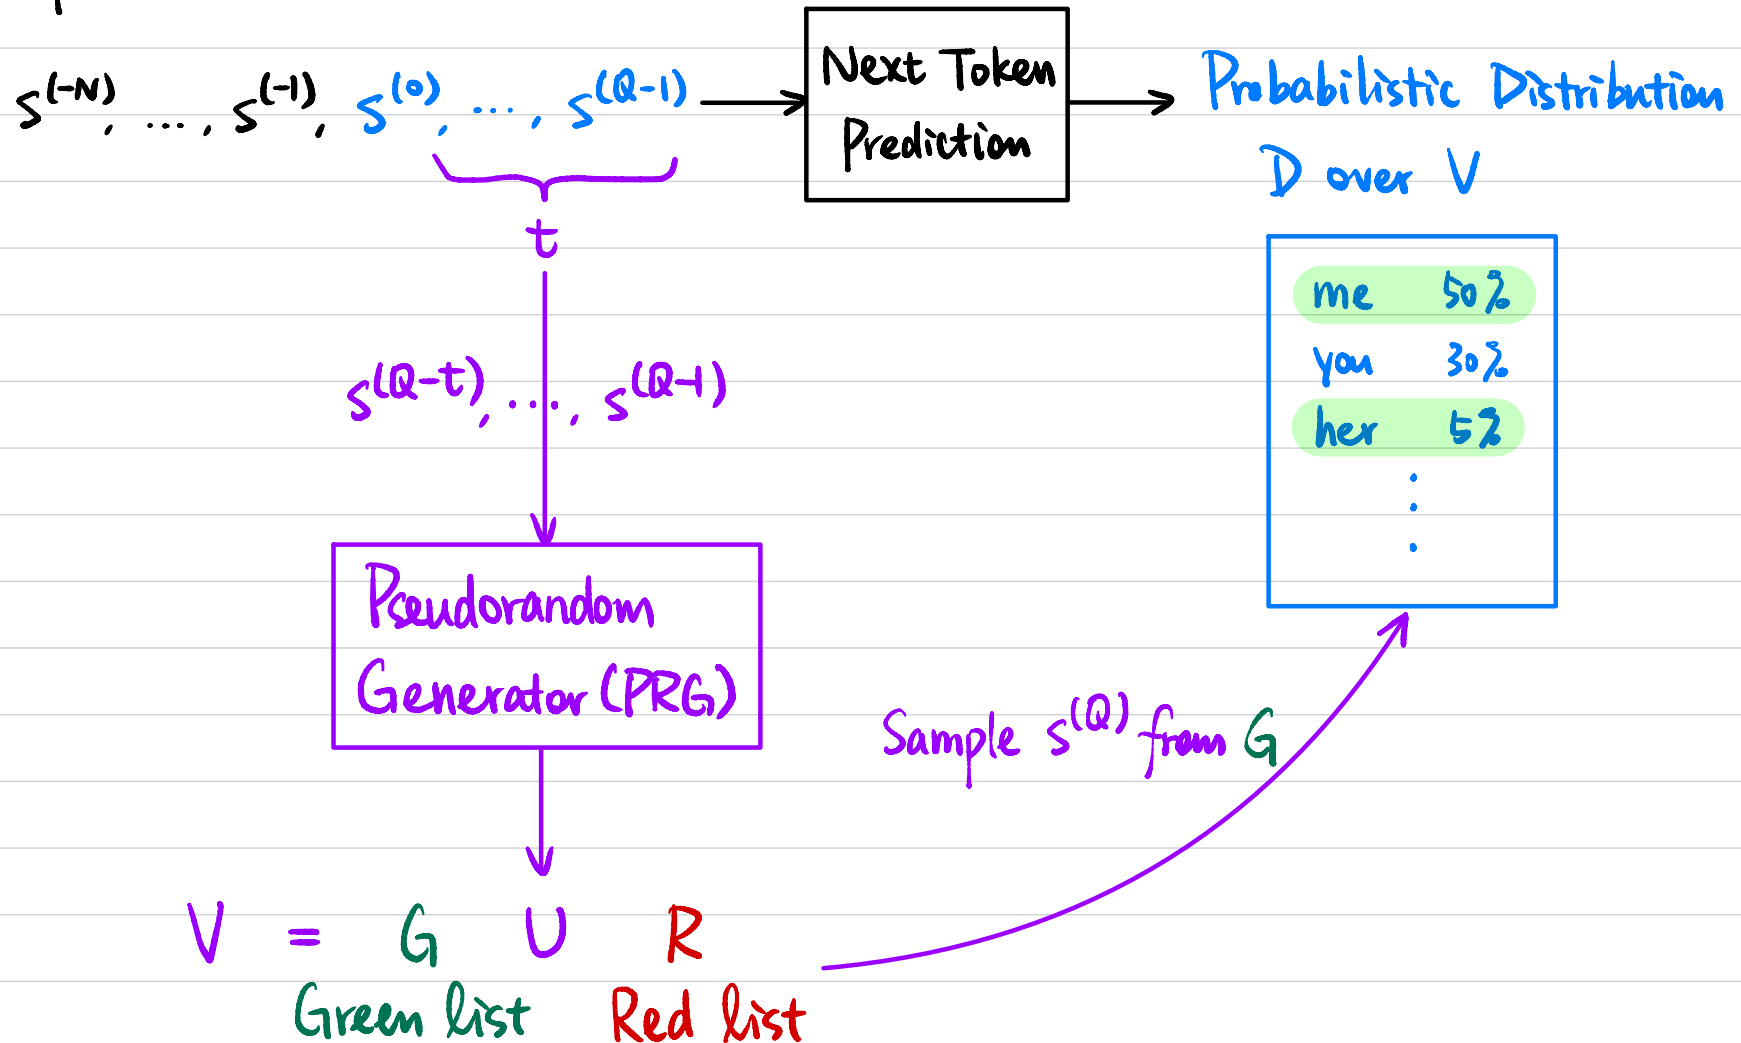 s^(-N), ..., s^(-1), s^(0), ..., s^(Q-1)
Next Token
Prediction
Probabilistic Distribution
D over V
t
me 50%
you 30%
her 5%
s^(Q-t), ..., s^(Q-1)
Pseudorandom
Generator (PRG)
Sample s^(Q) from G
V = G ∪ R
Green list Red list